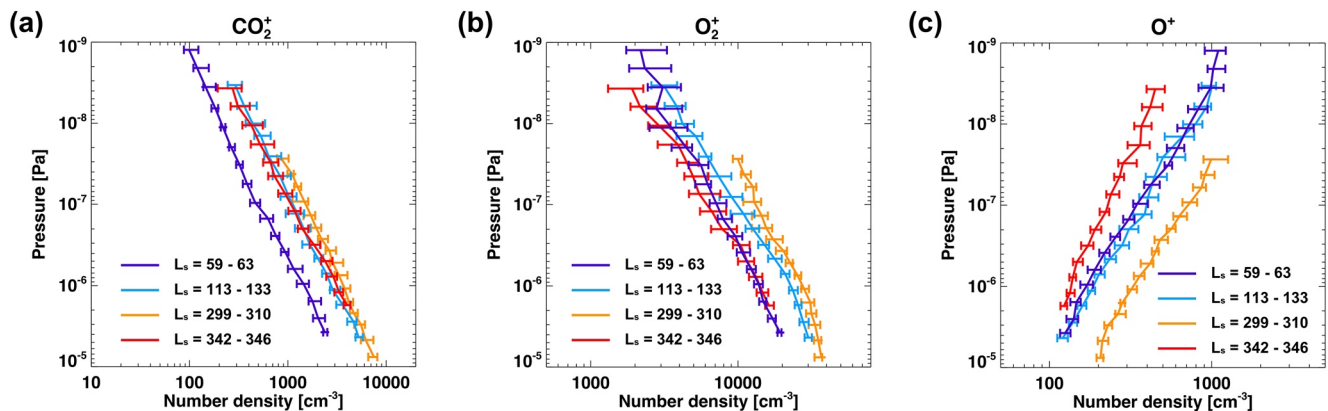 (a)
CO₂⁺
10⁻⁹
10⁻⁸
10⁻⁷
10⁻⁶
10⁻⁵
Pressure [Pa]
Lₛ = 59 - 63
Lₛ = 113 - 133
Lₛ = 299 - 310
Lₛ = 342 - 346
10 100 1000 10000
Number density [cm⁻³]
(b)
O₂⁺
10⁻⁹
10⁻⁸
10⁻⁷
10⁻⁶
10⁻⁵
Pressure [Pa]
Lₛ = 59 - 63
Lₛ = 113 - 133
Lₛ = 299 - 310
Lₛ = 342 - 346
1000 10000
Number density [cm⁻³]
(c)
O⁺
10⁻⁹
10⁻⁸
10⁻⁷
10⁻⁶
10⁻⁵
Pressure [Pa]
Lₛ = 59 - 63
Lₛ = 113 - 133
Lₛ = 299 - 310
Lₛ = 342 - 346
100 1000
Number density [cm⁻³]